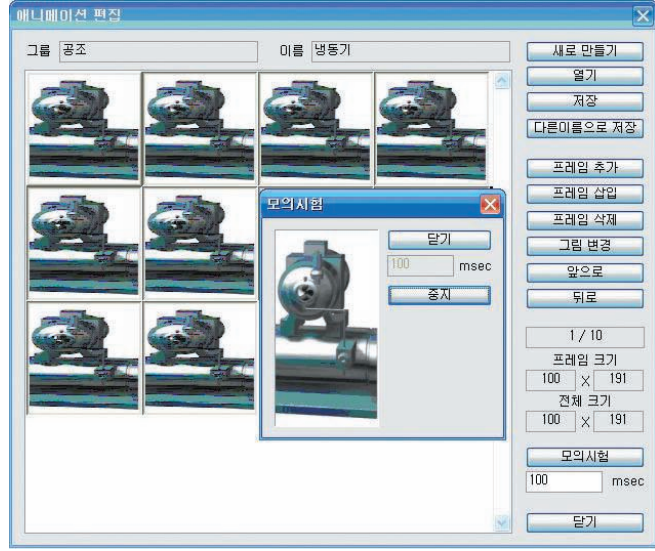 애니메이션 편집
그룹 공조 이름 냉동기
새로 만들기
열기
저장
다른이름으로 저장
프레임 추가
프레임 삽입
프레임 삭제
그림 변경
앞으로
뒤로
1 / 10
프레임 크기
100 X 191
전체 크기
100 X 191
모의시험
100 msec
닫기
모의시험
닫기
100 msec
중지